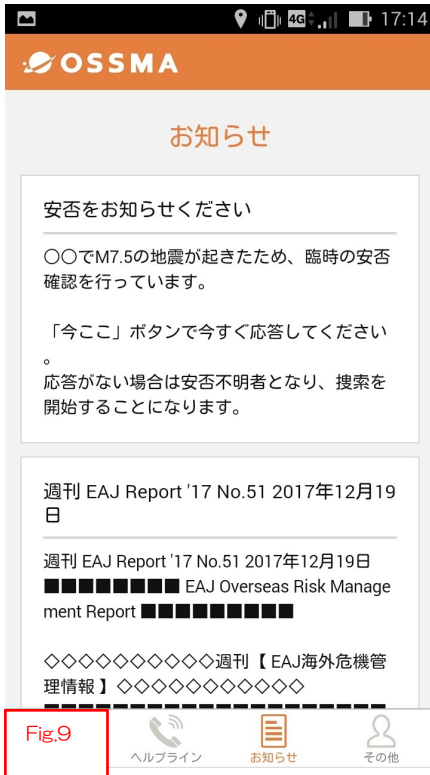 4G 17:14
OSSMA
お知らせ
安否をお知らせください
〇〇でM7.5の地震が起きたため、臨時の安否
確認を行っています。
「今ここ」ボタンで今すぐ応答してください
。
応答がない場合は安否不明者となり、捜索を
開始することになります。
週刊 EAJ Report '17 No.51 2017年12月19
日
週刊 EAJ Report '17 No.51 2017年12月19日
■■■■■■■■ EAJ Overseas Risk Manage
ment Report ■■■■■■■■■
◇◇◇◇◇◇◇◇◇◇週刊【 EAJ海外危機管
理情報 】◇◇◇◇◇◇◇◇◇◇◇
Fig.9
ヘルプライン お知らせ その他